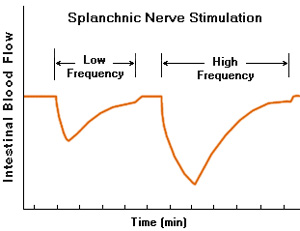 Splanchnic Nerve Stimulation
Low
Frequency
High
Frequency
Intestinal Blood Flow
Time (min)